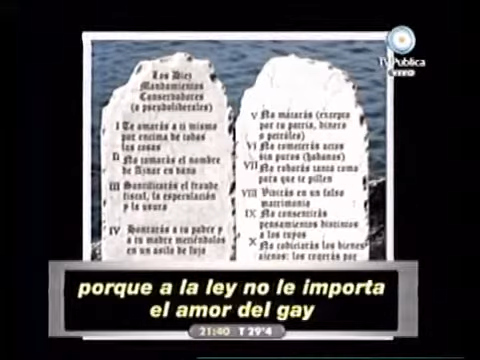 TV Pública
VIVO
Los Diez
Mandamientos
Conservadores
(o pseudoliberales)
I Te amarás a ti mismo
por encima de todas
las cosas
II No tomarás el nombre
de Aznar en vano
III Santificarás el fraude
fiscal, la especulación
y la usura
IV Honrarás a tu padre y
a tu madre metiéndolos
en un asilo de lujo
V No matarás (excepto
por tu patria, dinero
o petróleo)
VI No cometerás actos
sin puros (habanos)
VII No robarás tanto como
para que te pillen
VIII Vivirás en un falso
matrimonio
IX No consentirás
pensamientos distintos
a los tuyos
X No codiciarás los bienes
ajenos: los cogerás por
porque a la ley no le importa
el amor del gay
21:40 T 29°4